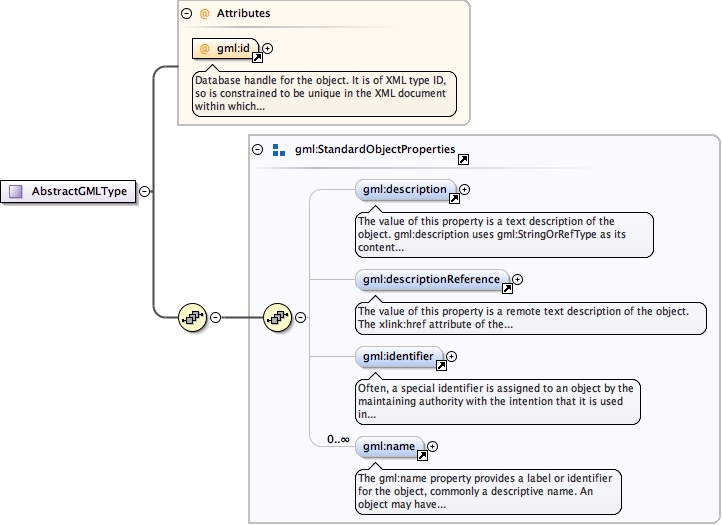 @ Attributes
@ gml:id
Database handle for the object. It is of XML type ID,
so is constrained to be unique in the XML document
within which...
AbstractGMLType
gml:StandardObjectProperties
gml:description
The value of this property is a text description of the
object. gml:description uses gml:StringOrRefType as its
content...
gml:descriptionReference
The value of this property is a remote text description of the object.
The xlink:href attribute of the...
gml:identifier
Often, a special identifier is assigned to an object by the
maintaining authority with the intention that it is used
in...
0..∞
gml:name
The gml:name property provides a label or identifier
for the object, commonly a descriptive name. An
object may have...